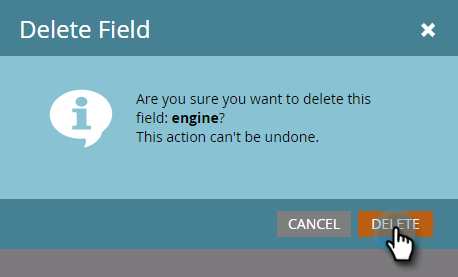 Delete Field
Are you sure you want to delete this
field: engine?
This action can't be undone.
CANCEL
DELETE